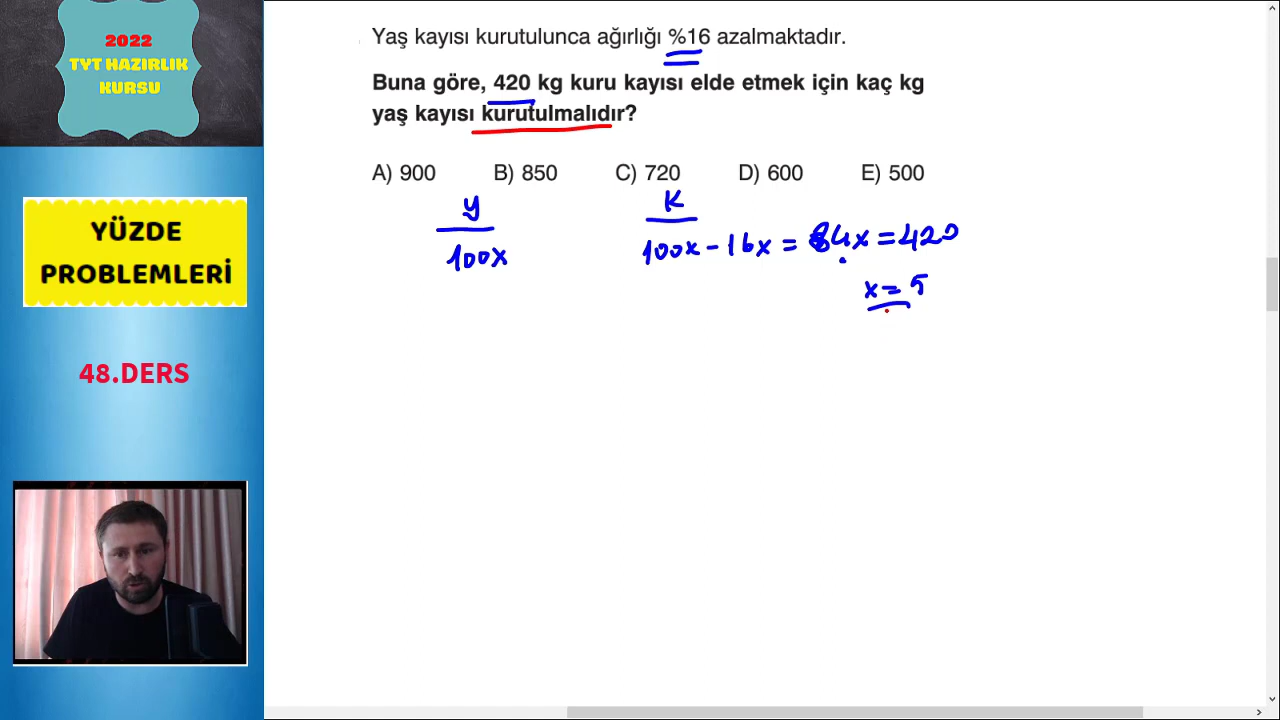 2022
TYT HAZIRLIK
KURSU
YÜZDE
PROBLEMLERİ
48.DERS
Yaş kayısı kurutulunca ağırlığı %16 azalmaktadır.
Buna göre, 420 kg kuru kayısı elde etmek için kaç kg
yaş kayısı kurutulmalıdır?
A) 900 B) 850 C) 720 D) 600 E) 500
y K
100x 100x - 16x = 84x = 420
x = 5